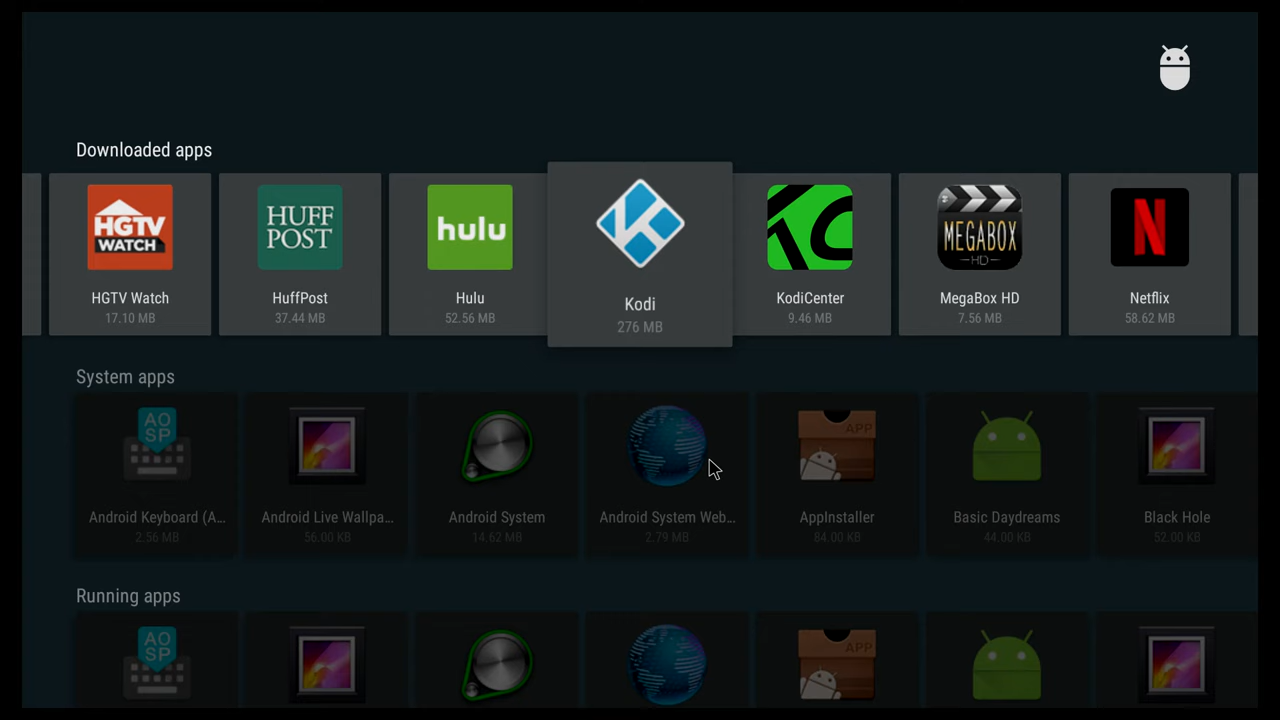 Downloaded apps
HGTV
WATCH
HUFF
POST
hulu
KC
MEGABOX
HD
N
HGTV Watch
17.10 MB
HuffPost
37.44 MB
Hulu
52.56 MB
Kodi
276 MB
KodiCenter
9.46 MB
MegaBox HD
7.56 MB
Netflix
58.62 MB
System apps
AO
SP
APP
Android Keyboard (A...
2.56 MB
Android Live Wallpa...
56.00 KB
Android System
14.62 MB
Android System Web...
2.79 MB
AppInstaller
84.00 KB
Basic Daydreams
44.00 KB
Black Hole
52.00 KB
Running apps
AO
SP
APP